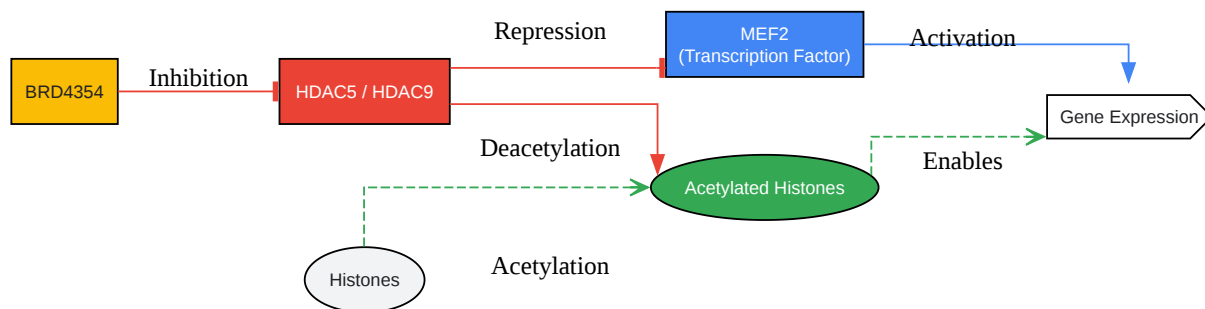 Repression
MEF2
(Transcription Factor)
Activation
BRD4354
Inhibition
HDAC5 / HDAC9
Gene Expression
Deacetylation
Enables
Acetylated Histones
Acetylation
Histones